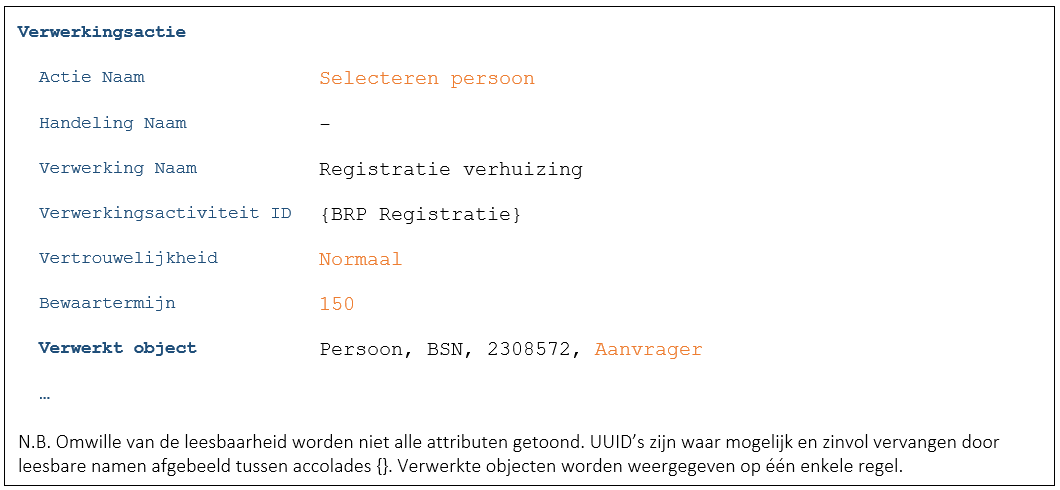 Verwerkingsactie
Actie Naam Selecteren persoon
Handeling Naam –
Verwerking Naam Registratie verhuizing
Verwerkingsactiviteit ID {BRP Registratie}
Vertrouwelijkheid Normaal
Bewaartermijn 150
Verwerkt object Persoon, BSN, 2308572, Aanvrager
…
N.B. Omwille van de leesbaarheid worden niet alle attributen getoond. UUID’s zijn waar mogelijk en zinvol vervangen door
leesbare namen afgebeeld tussen accolades {}. Verwerkte objecten worden weergegeven op één enkele regel.